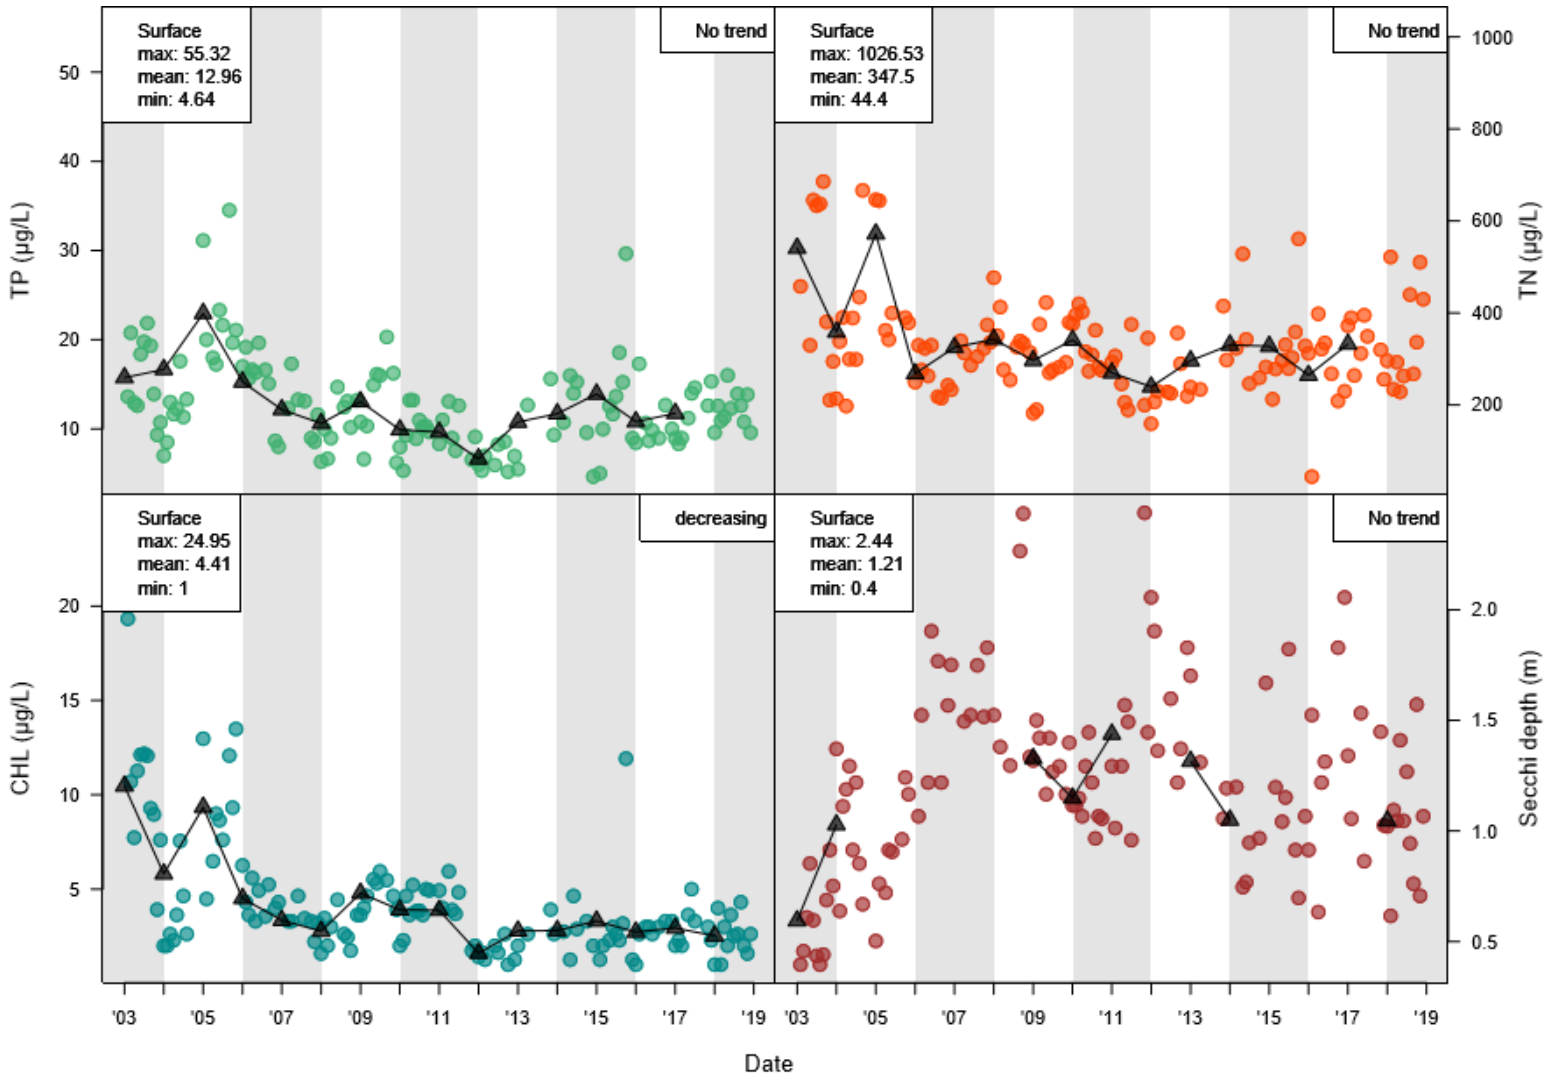 Surface
max: 55.32
mean: 12.96
min: 4.64
No trend
TP (µg/L)
50
40
30
20
10
Surface
max: 1026.53
mean: 347.5
min: 44.4
No trend
1000
800
600
400
200
TN (µg/L)
Surface
max: 24.95
mean: 4.41
min: 1
decreasing
CHL (µg/L)
20
15
10
5
Surface
max: 2.44
mean: 1.21
min: 0.4
No trend
2.0
1.5
1.0
0.5
Secchi depth (m)
'03 '05 '07 '09 '11 '13 '15 '17 '19
'03 '05 '07 '09 '11 '13 '15 '17 '19
Date